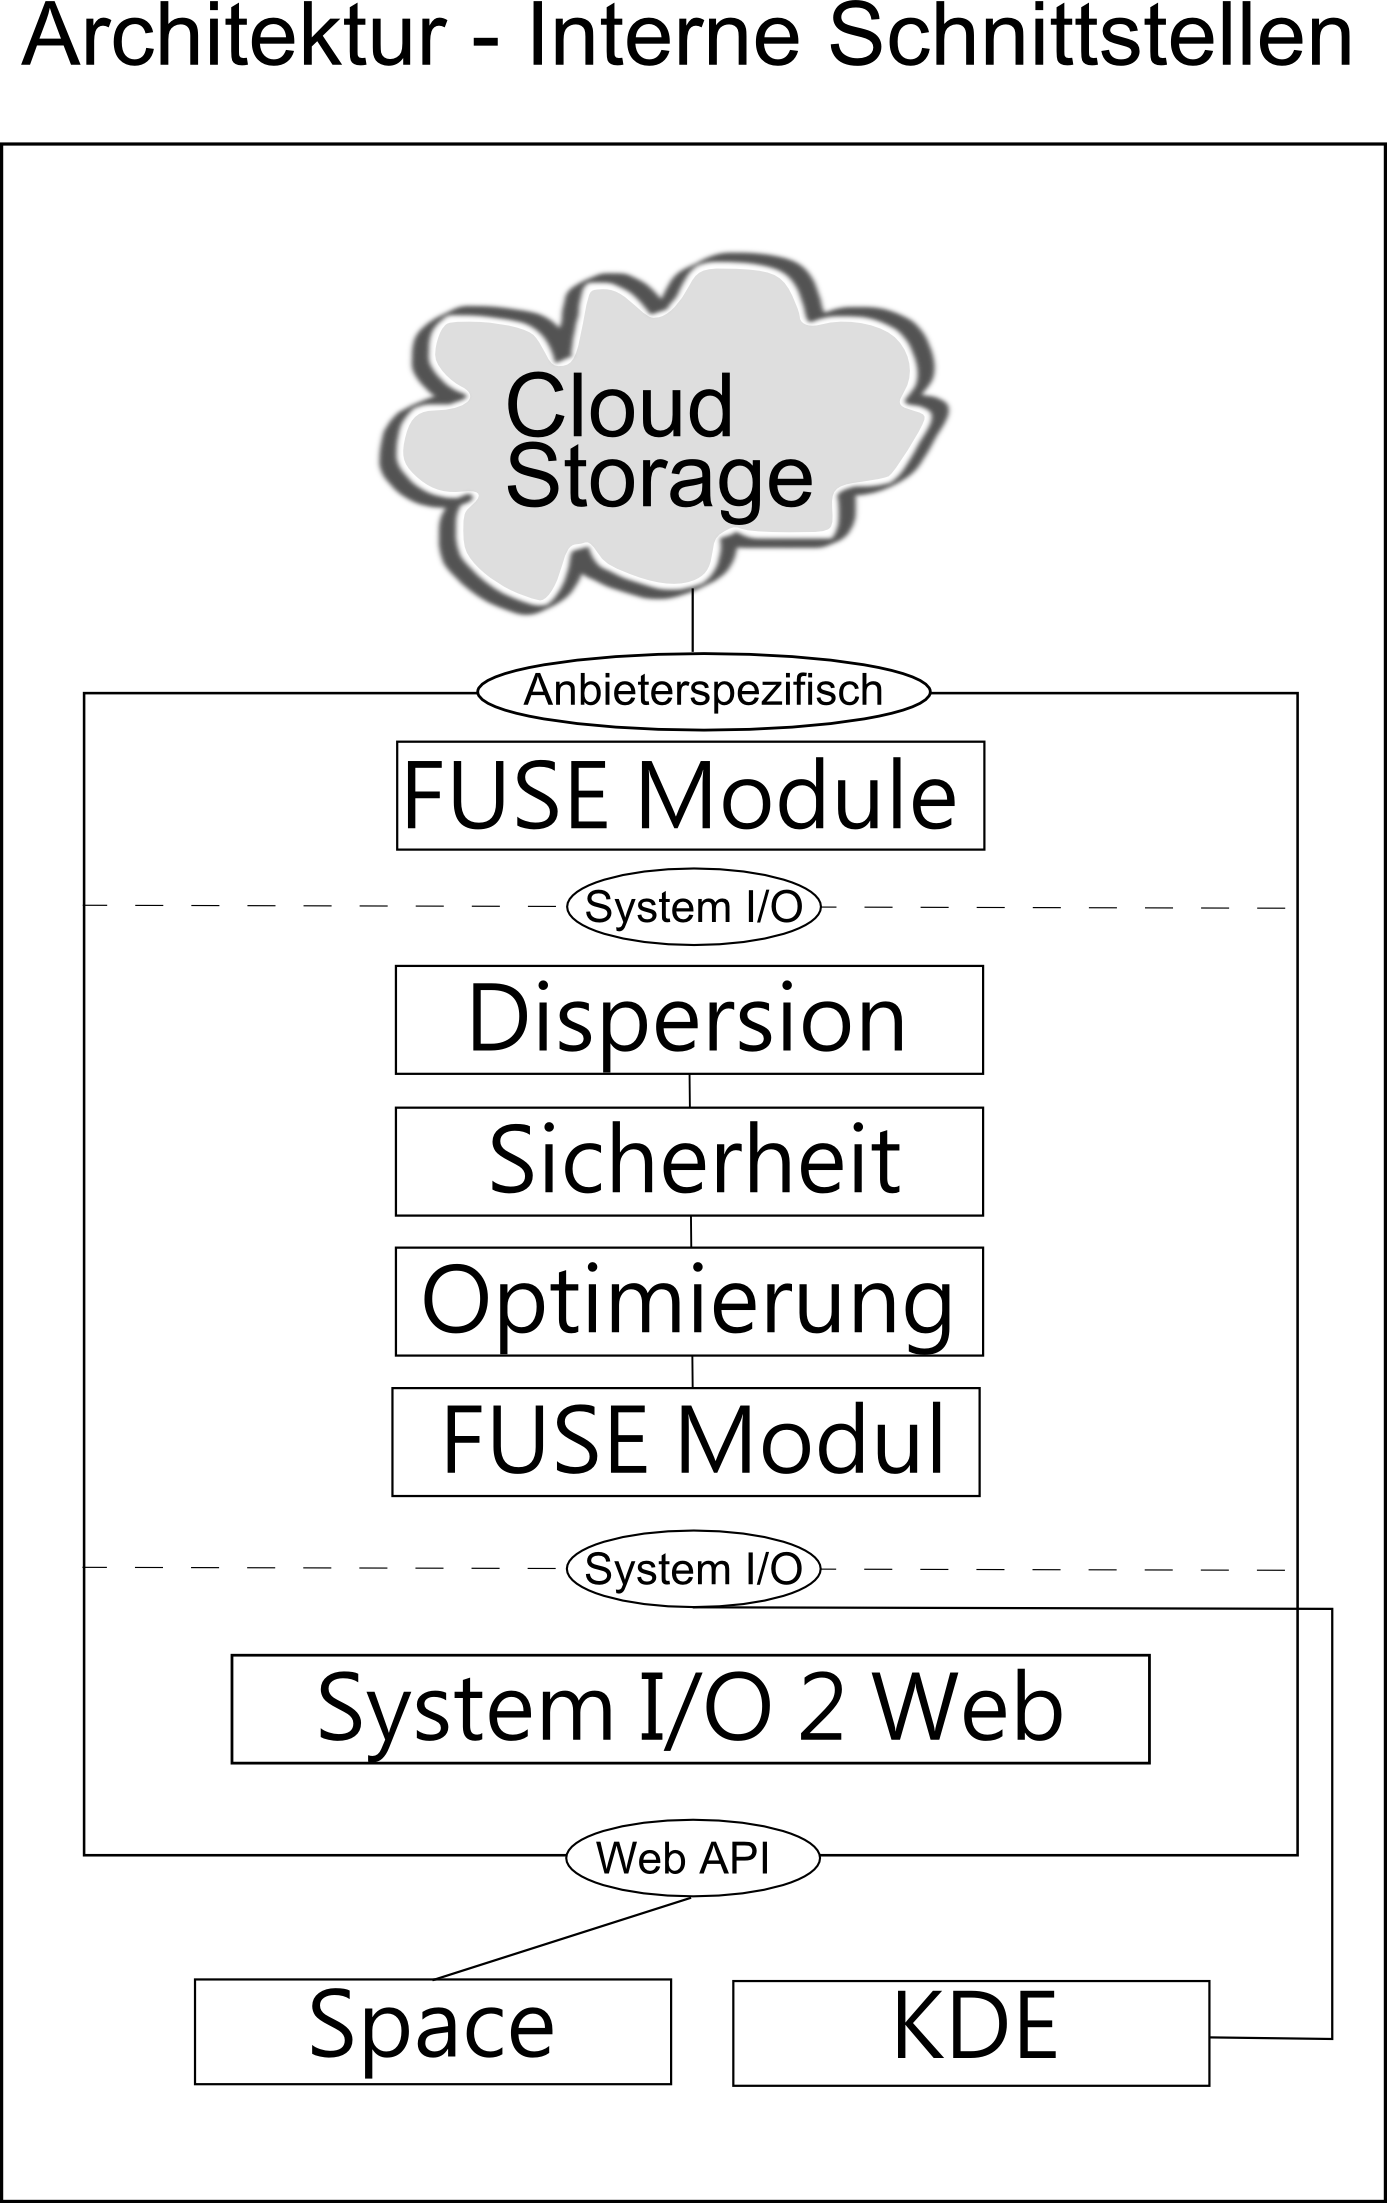 Architektur - Interne Schnittstellen
Cloud
Storage
Anbieterspezifisch
FUSE Module
System I/O
Dispersion
Sicherheit
Optimierung
FUSE Modul
System I/O
System I/O 2 Web
Web API
Space
KDE